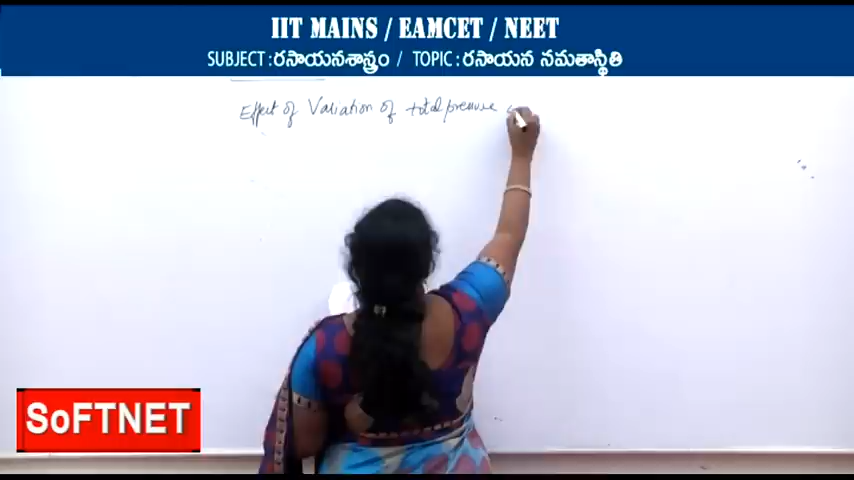 IIT MAINS / EAMCET / NEET
SUBJECT : రసాయనశాస్త్రం / TOPIC : రసాయన సమతాస్థితి
Effect of Variation of total pressure
SoFTNET